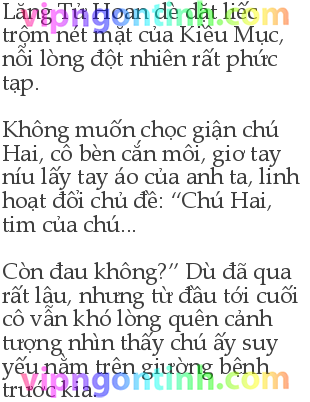 vipngontinh.com
Lăng Tử Hoan dè dặt liếc
trộm nét mặt của Kiều Mục,
nỗi lòng đột nhiên rất phức
tạp.
Không muốn chọc giận chú
Hai, cô bèn cắn môi, giơ tay
níu lấy tay áo của anh ta, linh
hoạt đổi chủ đề: “Chú Hai,
tim của chú...
Còn đau không?” Dù đã qua
rất lâu, nhưng từ đầu tới cuối
cô vẫn khó lòng quên cảnh
tượng nhìn thấy chú ấy suy
yếu nằm trên giường bệnh
trước kia.
vipngontinh.com